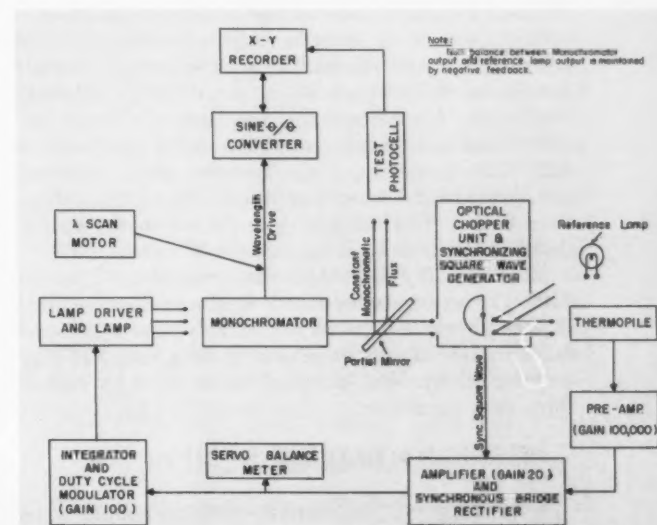 X-Y
RECORDER
Note:
Null balance between Monochromator
output and reference lamp output is maintained
by negative feedback.
SINE θ/θ
CONVERTER
TEST
PHOTOCELL
λ SCAN
MOTOR
Wavelength
Drive
Constant
Monochromatic
Flux
OPTICAL
CHOPPER
UNIT &
SYNCHRONIZING
SQUARE WAVE
GENERATOR
Reference Lamp
LAMP DRIVER
AND LAMP
MONOCHROMATOR
Partial Mirror
THERMOPILE
Sync Square Wave
PRE-AMP.
(GAIN 100,000)
INTEGRATOR
AND
DUTY CYCLE
MODULATOR
(GAIN 100)
SERVO BALANCE
METER
AMPLIFIER (GAIN 20)
AND
SYNCHRONOUS BRIDGE
RECTIFIER